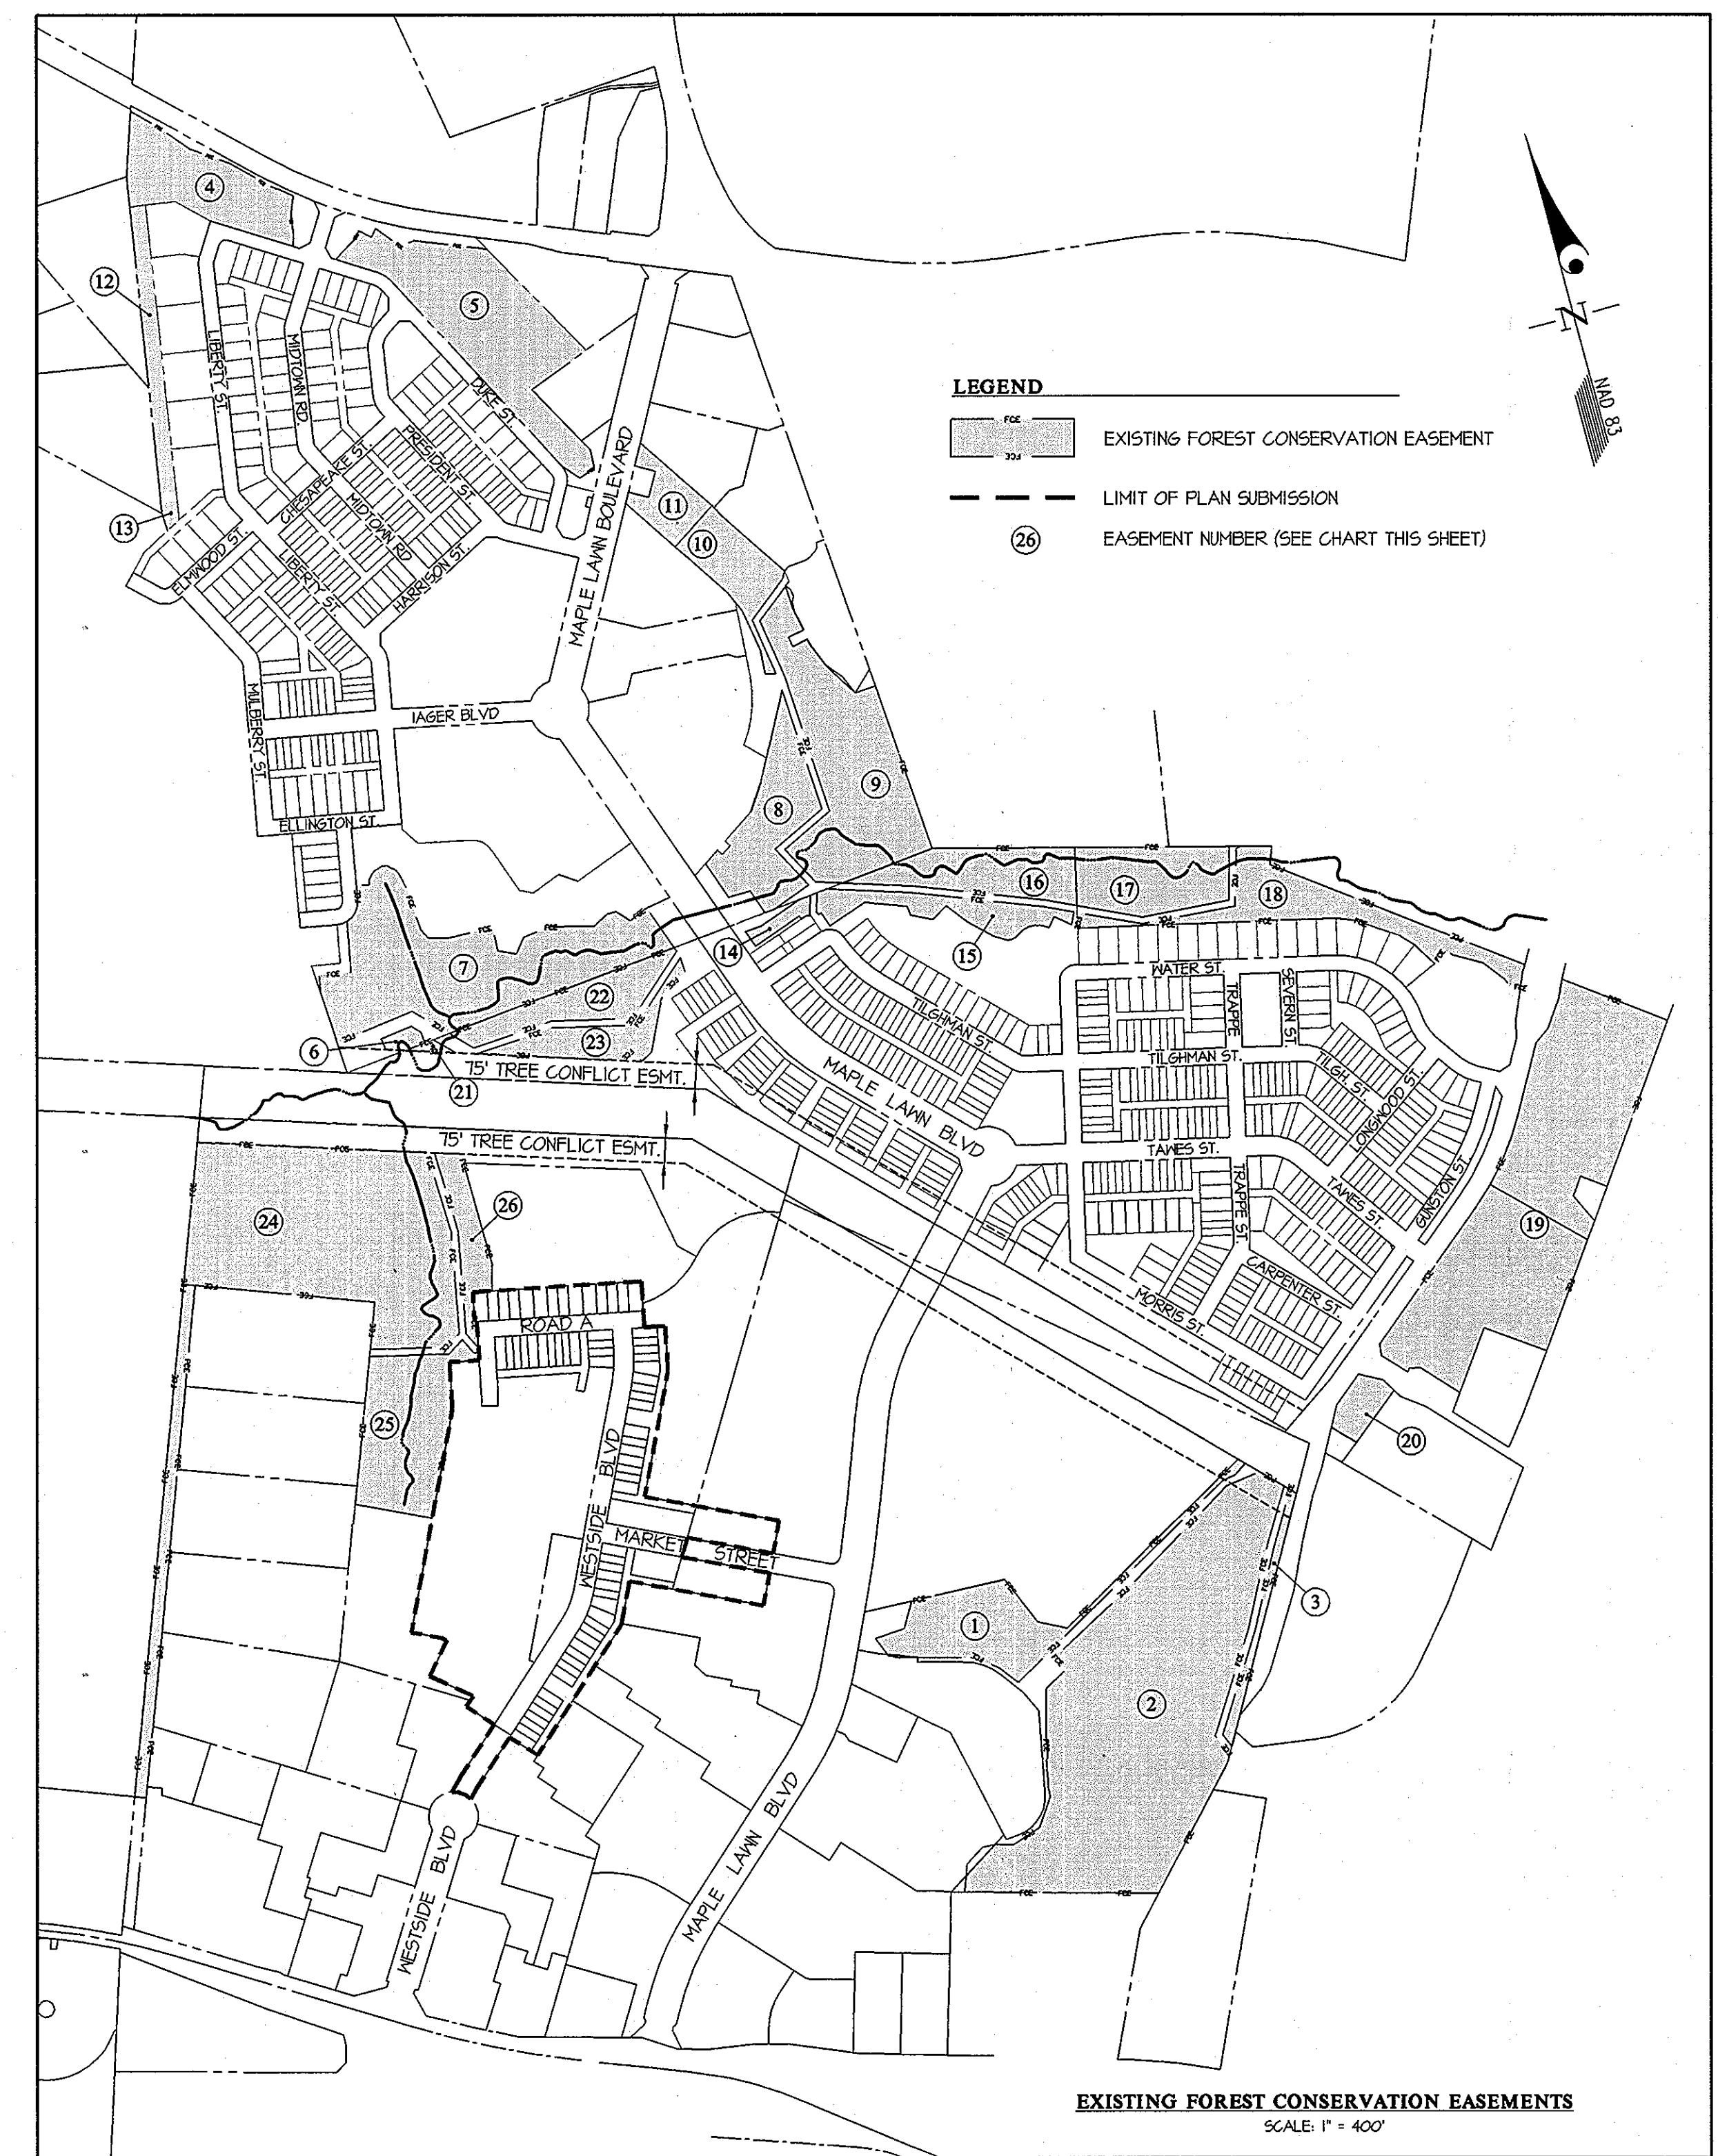 4
12
5
LIBERTY ST.
MIDTOWN RD.
DUKE ST.
NAD 83
N
LEGEND
FCE
EXISTING FOREST CONSERVATION EASEMENT
FCE
LIMIT OF PLAN SUBMISSION
26
EASEMENT NUMBER (SEE CHART THIS SHEET)
CHESAPEAKE ST.
PRESIDENT ST.
MIDTOWN RD
13
ELMWOOD ST.
LIBERTY ST
HARRISON ST.
MAPLE LAWN BOULEVARD
11
10
MULBERRY ST.
IAGER BLVD
ELLINGTON ST.
8
9
16
17
18
15
14
7
22
23
6
21
75' TREE CONFLICT ESMT.
75' TREE CONFLICT ESMT.
WATER ST.
TRAPPE
SEVERN ST
TILGHMAN ST.
TILGHMAN ST.
TILGH. ST.
LONGWOOD ST.
MAPLE LAWN BLVD
TAWES ST.
TRAPPE ST.
TAWES ST.
GUNSTON ST.
CARPENTER ST.
MORRIS ST.
19
20
24
26
25
ROAD A
WESTSIDE BLVD
MARKET STREET
1
2
3
MAPLE LAWN BLVD
WESTSIDE BLVD
EXISTING FOREST CONSERVATION EASEMENTS
SCALE: 1" = 400'